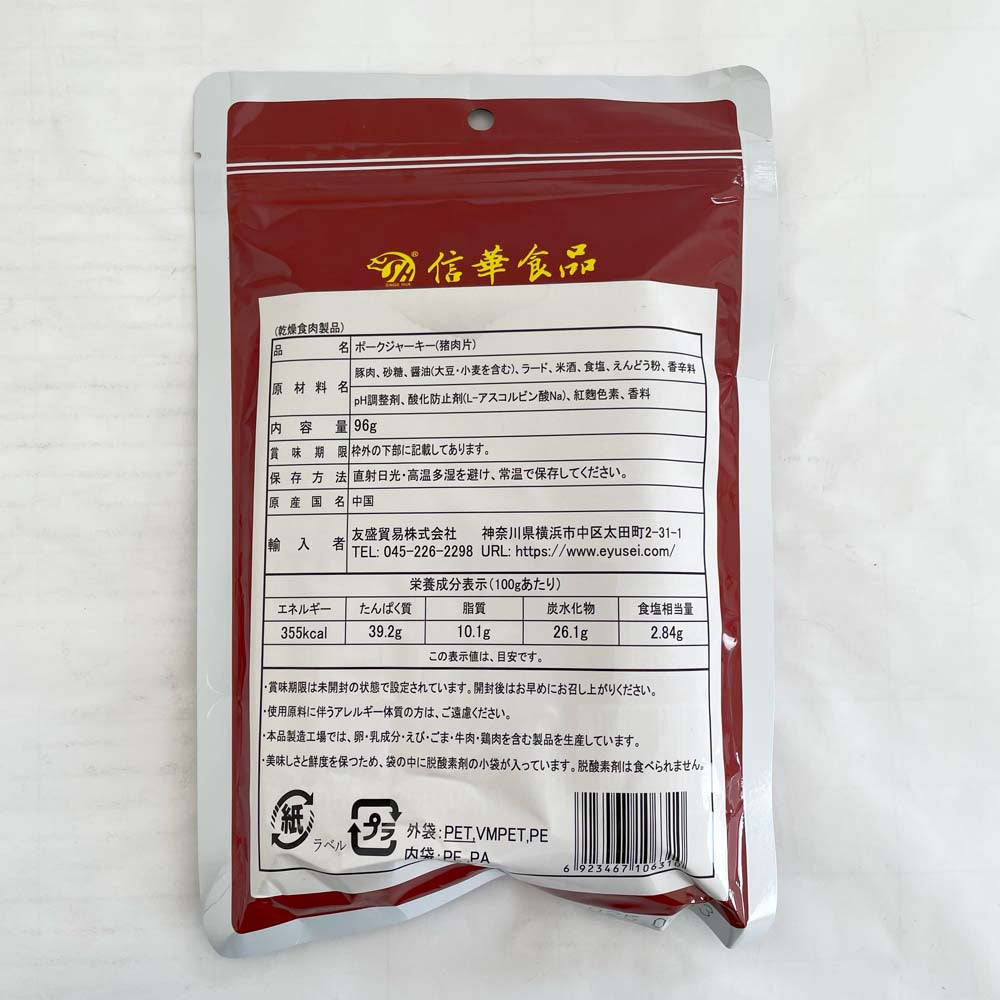 信華食品
(乾燥食肉製品)
品名 ポークジャーキー(猪肉片)
原材料名 豚肉、砂糖、醤油(大豆・小麦を含む)、ラード、米酒、食塩、えんどう粉、香辛料
pH調整剤、酸化防止剤(L-アスコルビン酸Na)、紅麹色素、香料
内容量 96g
賞味期限 枠外の下部に記載してあります。
保存方法 直射日光・高温多湿を避け、常温で保存してください。
原産国名 中国
輸入者 友盛貿易株式会社 神奈川県横浜市中区太田町2-31-1
TEL: 045-226-2298 URL: https://www.eyusei.com/
栄養成分表示(100gあたり)
エネルギー たんぱく質 脂質 炭水化物 食塩相当量
355kcal 39.2g 10.1g 26.1g 2.84g
この表示値は、目安です。
・賞味期限は未開封の状態で設定されています。開封後はお早めにお召し上がりください。
・使用原料に伴うアレルギー体質の方は、ご遠慮ください。
・本品製造工場では、卵・乳成分・えび・ごま・牛肉・鶏肉を含む製品を生産しています。
・美味しさと鮮度を保つため、袋の中に脱酸素剤の小袋が入っています。脱酸素剤は食べられません。
紙 ラベル プラ 外袋:PET,VMPET,PE
内袋:PE,PA
6 923467